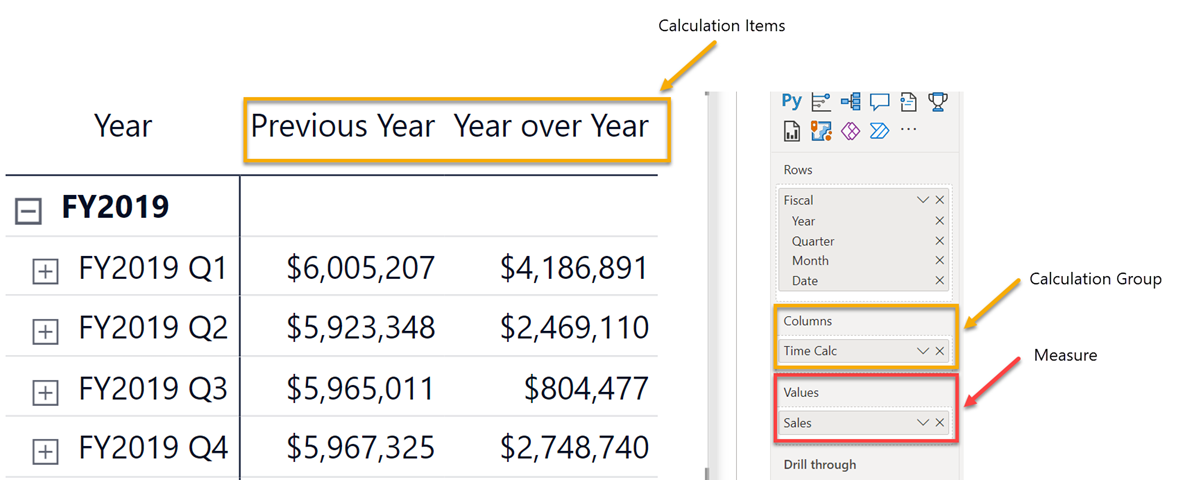 Calculation Items
Year Previous Year Year over Year
FY2019
FY2019 Q1 $6,005,207 $4,186,891
FY2019 Q2 $5,923,348 $2,469,110
FY2019 Q3 $5,965,011 $804,477
FY2019 Q4 $5,967,325 $2,748,740
Py
Rows
Fiscal
Year
Quarter
Month
Date
Columns
Time Calc
Values
Sales
Drill through
Calculation Group
Measure